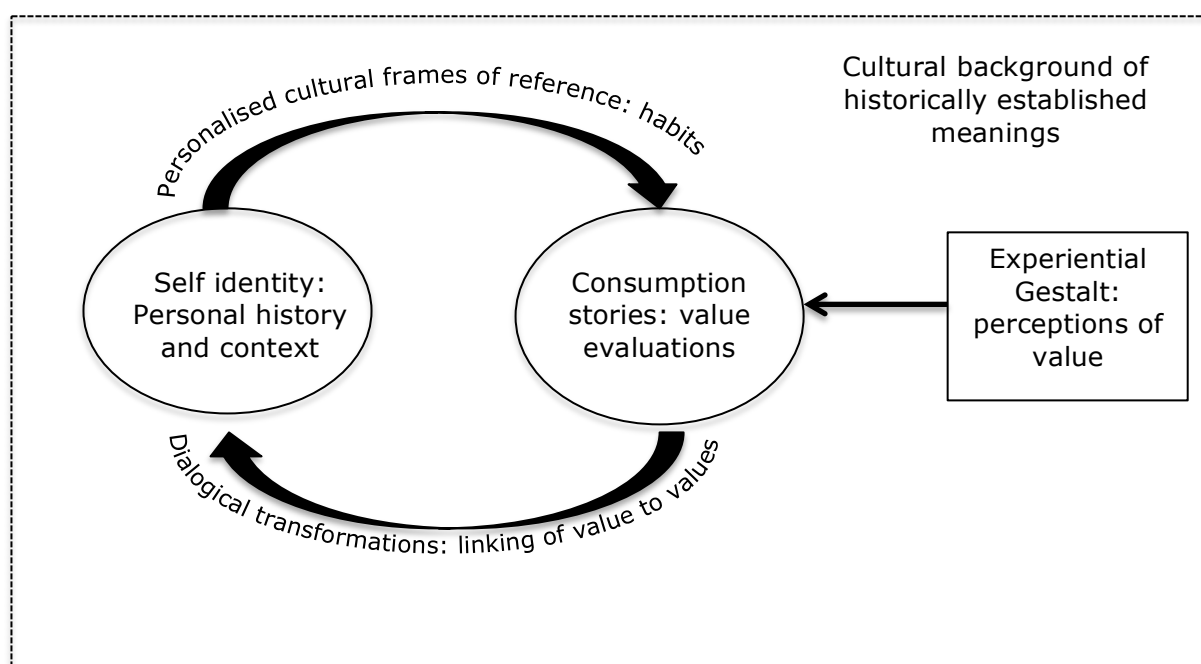 Personalised cultural frames of reference: habits
Cultural background of
historically established
meanings
Self identity:
Personal history
and context
Consumption
stories: value
evaluations
Experiential
Gestalt:
perceptions of
value
Dialogical transformations: linking of value to values